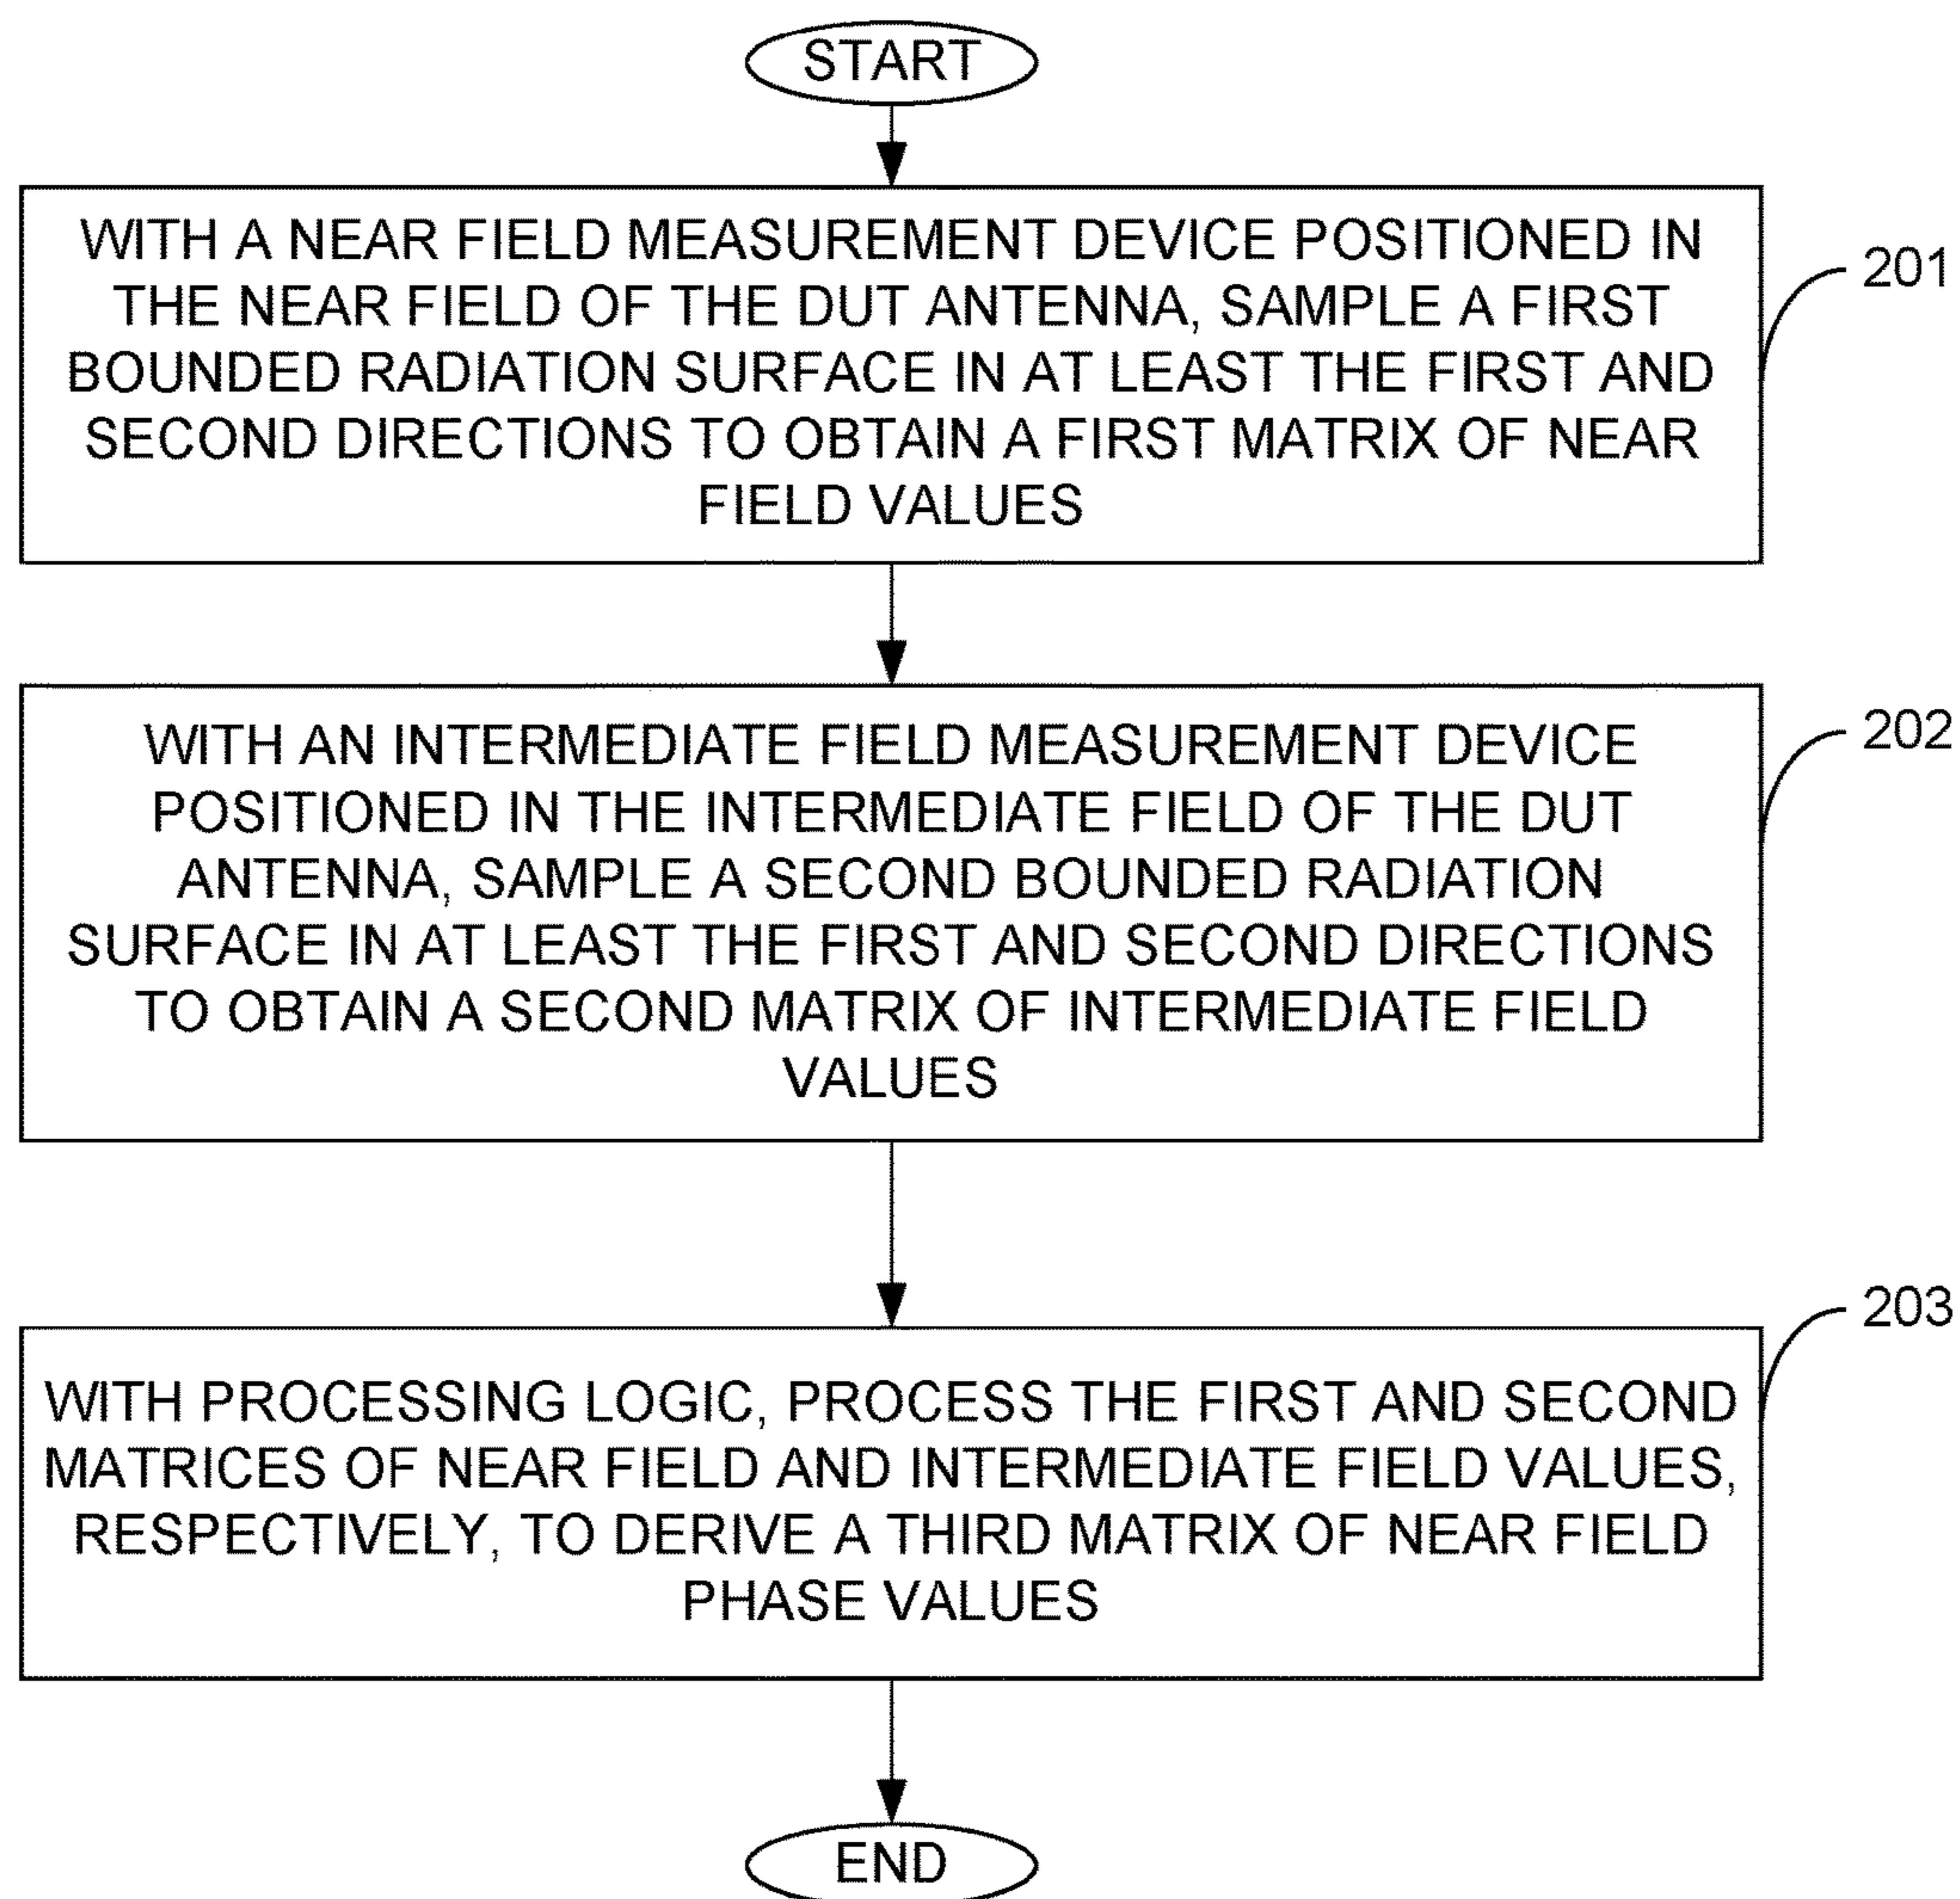 START
WITH A NEAR FIELD MEASUREMENT DEVICE POSITIONED IN
THE NEAR FIELD OF THE DUT ANTENNA, SAMPLE A FIRST
BOUNDED RADIATION SURFACE IN AT LEAST THE FIRST AND
SECOND DIRECTIONS TO OBTAIN A FIRST MATRIX OF NEAR
FIELD VALUES
201
WITH AN INTERMEDIATE FIELD MEASUREMENT DEVICE
POSITIONED IN THE INTERMEDIATE FIELD OF THE DUT
ANTENNA, SAMPLE A SECOND BOUNDED RADIATION
SURFACE IN AT LEAST THE FIRST AND SECOND DIRECTIONS
TO OBTAIN A SECOND MATRIX OF INTERMEDIATE FIELD
VALUES
202
WITH PROCESSING LOGIC, PROCESS THE FIRST AND SECOND
MATRICES OF NEAR FIELD AND INTERMEDIATE FIELD VALUES,
RESPECTIVELY, TO DERIVE A THIRD MATRIX OF NEAR FIELD
PHASE VALUES
203
END